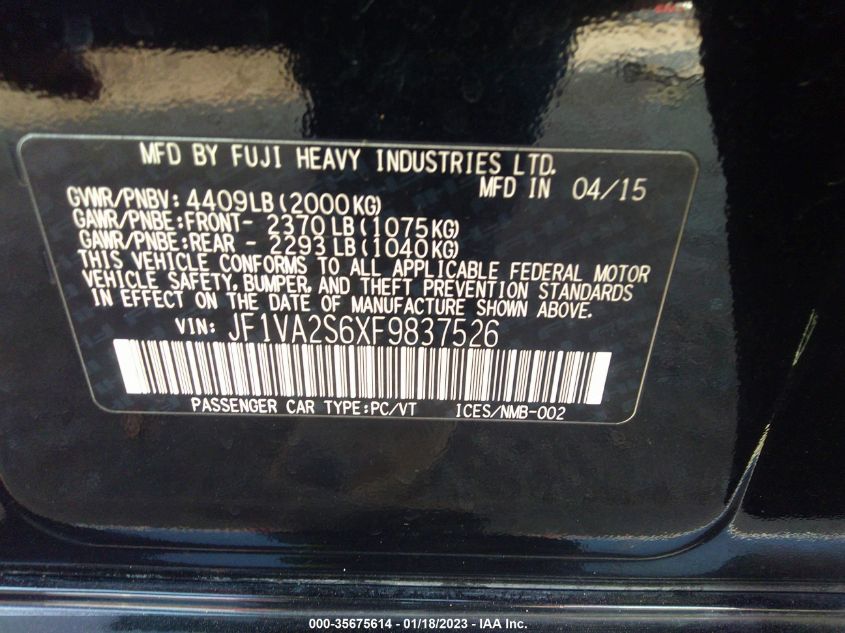 MFD BY FUJI HEAVY INDUSTRIES LTD.
MFD IN 04/15
GVWR/PNBV: 4409LB(2000KG)
GAWR/PNBE:FRONT- 2370 LB(1075KG)
GAWR/PNBE:REAR - 2293 LB(1040KG)
THIS VEHICLE CONFORMS TO ALL APPLICABLE FEDERAL MOTOR
VEHICLE SAFETY, BUMPER, AND THEFT PREVENTION STANDARDS
IN EFFECT ON THE DATE OF MANUFACTURE SHOWN ABOVE.
VIN: JF1VA2S6XF9837526
PASSENGER CAR TYPE:PC/VT ICES/NMB-002
000-35675614 - 01/18/2023 - IAA Inc.